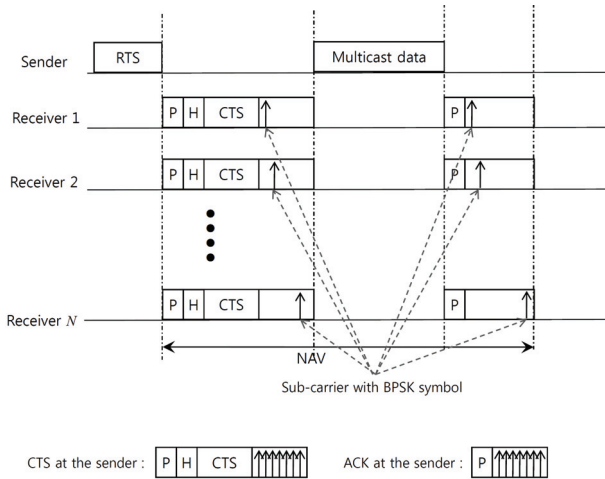 RTS
Multicast data
Sender
Receiver 1
P H CTS
P
Receiver 2
P H CTS
P
Receiver N
P H CTS
P
NAV
Sub-carrier with BPSK symbol
CTS at the sender : P H CTS
ACK at the sender : P